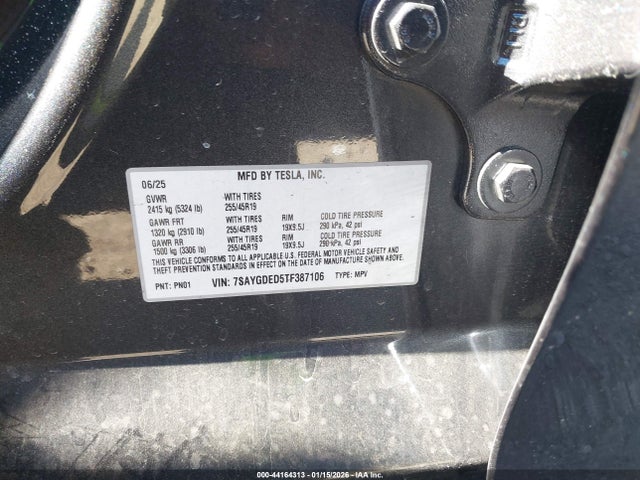 06/25 MFD BY TESLA, INC.
GVWR WITH TIRES
2415 kg (5324 lb) 255/45R19
GAWR FRT WITH TIRES RIM COLD TIRE PRESSURE
1320 kg (2910 lb) 255/45R19 19X9.5J 290 kPa, 42 psi
GAWR RR WITH TIRES RIM COLD TIRE PRESSURE
1500 kg (3306 lb) 255/45R19 19X9.5J 290 kPa, 42 psi
THIS VEHICLE CONFORMS TO ALL APPLICABLE U.S. FEDERAL MOTOR VEHICLE SAFETY AND
THEFT PREVENTION STANDARDS IN EFFECT ON THE DATE OF MANUFACTURE SHOWN ABOVE.
PNT: PN01 VIN: 7SAYGDED5TF387106 TYPE: MPV
000-44164313 - 01/15/2026 - IAA, Inc.